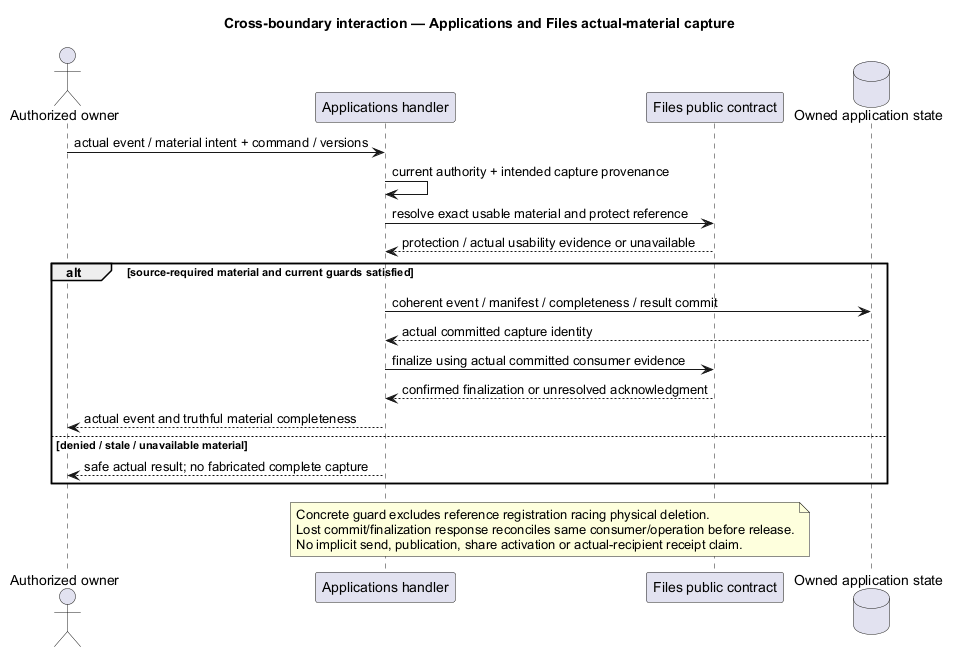 Cross-boundary interaction — Applications and Files actual-material capture
Authorized owner
Applications handler
Files public contract
Owned application state
actual event / material intent + command / versions
current authority + intended capture provenance
resolve exact usable material and protect reference
protection / actual usability evidence or unavailable
alt [source-required material and current guards satisfied]
coherent event / manifest / completeness / result commit
actual committed capture identity
finalize using actual committed consumer evidence
confirmed finalization or unresolved acknowledgment
actual event and truthful material completeness
[denied / stale / unavailable material]
safe actual result; no fabricated complete capture
Concrete guard excludes reference registration racing physical deletion.
Lost commit/finalization response reconciles same consumer/operation before release.
No implicit send, publication, share activation or actual-recipient receipt claim.
Authorized owner
Applications handler
Files public contract
Owned application state